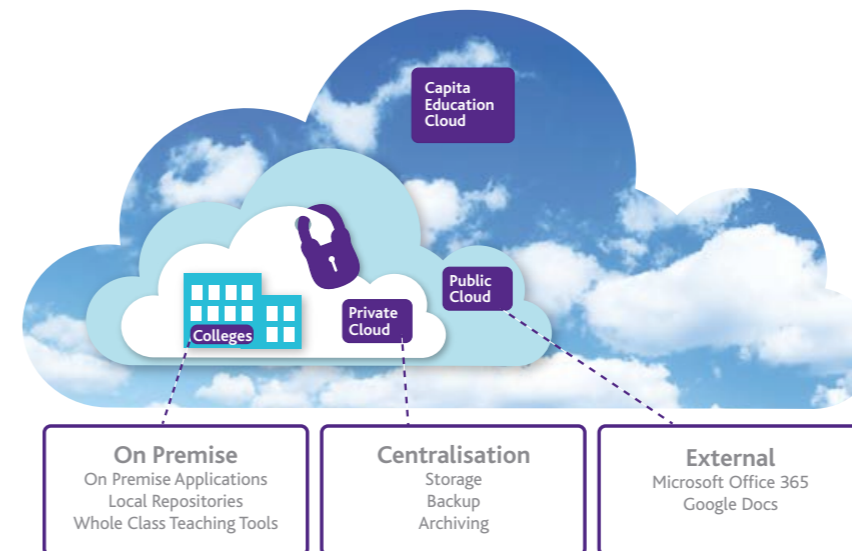 Capita
Education
Cloud
Public
Cloud
Private
Cloud
Colleges
On Premise
On Premise Applications
Local Repositories
Whole Class Teaching Tools
Centralisation
Storage
Backup
Archiving
External
Microsoft Office 365
Google Docs